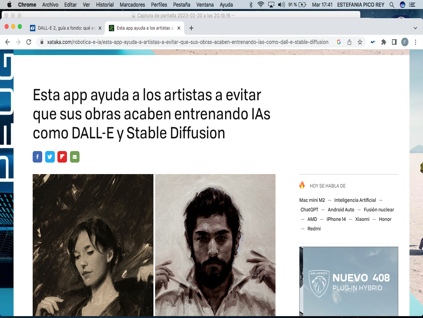 Chrome Archivo Editar Ver Historial Marcadores Perfiles Pestaña Ventana Ayuda 91 % Mar 17:41 ESTEFANIA PICO REY
Captura de pantalla 2023-02-20 a las 20.18.16
DALL-E 2, guía a fondo: qué e
Esta app ayuda a los artistas a e
xataka.com/robotica-e-ia/esta-app-ayuda-a-artistas-a-evitar-que-sus-obras-acaben-entrenando-ias-como-dall-e-stable-diffusion
Esta app ayuda a los artistas a evitar
que sus obras acaben entrenando IAs
como DALL-E y Stable Diffusion
HOY SE HABLA DE
Mac mini M2 — Inteligencia Artificial —
ChatGPT — Android Auto — Fusión nuclear
— AMD — iPhone 14 — Xiaomi — Honor
— Redmi
NUEVO 408
PLUG-IN HYBRID